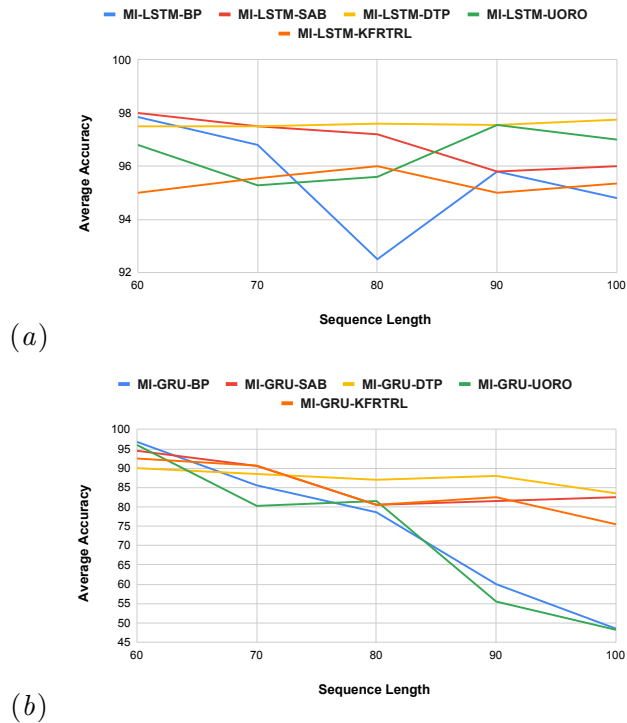 MI-LSTM-BP MI-LSTM-SAB MI-LSTM-DTP MI-LSTM-UORO
MI-LSTM-KFRTRL
100
98
96
94
92
Average Accuracy
60 70 80 90 100
Sequence Length
(a)
MI-GRU-BP MI-GRU-SAB MI-GRU-DTP MI-GRU-UORO
MI-GRU-KFRTRL
100
95
90
85
80
75
70
65
60
55
50
45
Average Accuracy
60 70 80 90 100
Sequence Length
(b)